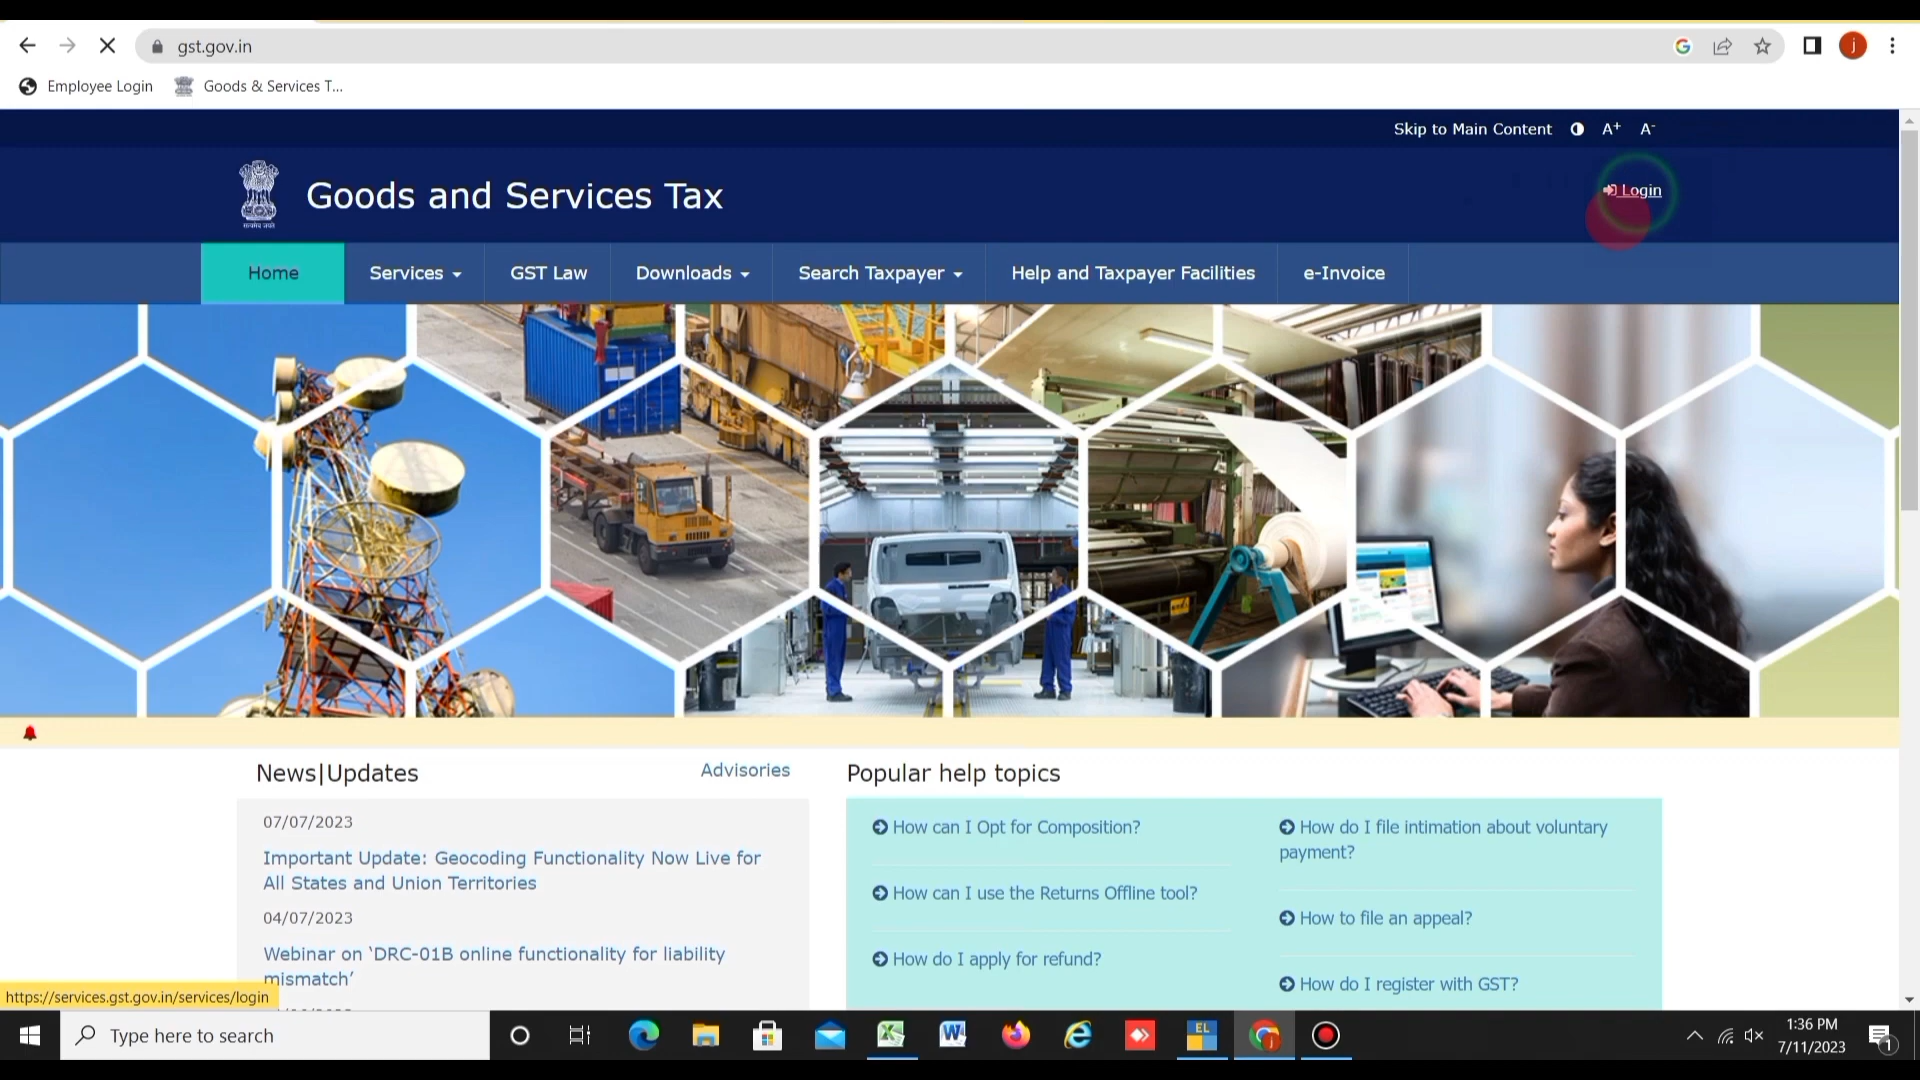 gst.gov.in
j
Employee Login
Goods & Services T...
Skip to Main Content A+ A-
Goods and Services Tax
Login
Home Services GST Law Downloads Search Taxpayer Help and Taxpayer Facilities e-Invoice
News|Updates
Advisories
07/07/2023
Important Update: Geocoding Functionality Now Live for
All States and Union Territories
04/07/2023
Webinar on ‘DRC-01B online functionality for liability
mismatch’
Popular help topics
How can I Opt for Composition?
How can I use the Returns Offline tool?
How do I apply for refund?
How do I file intimation about voluntary
payment?
How to file an appeal?
How do I register with GST?
https://services.gst.gov.in/services/login
Type here to search
EL
1:36 PM
7/11/2023
1